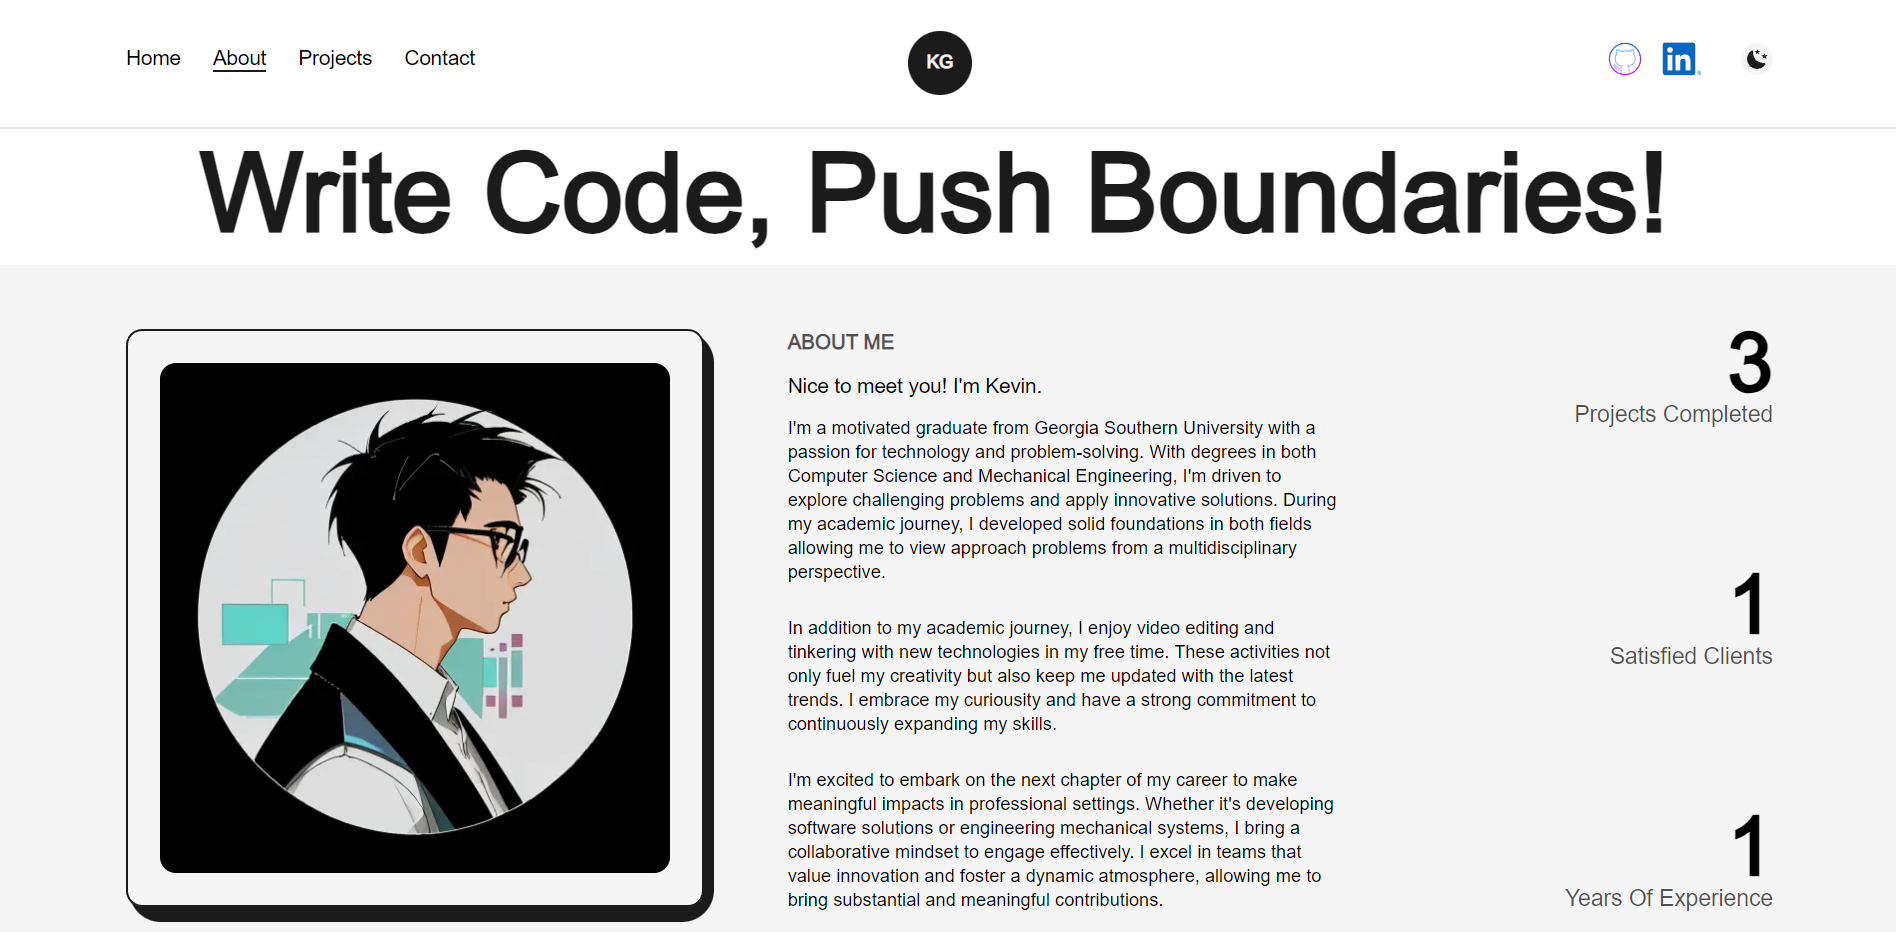 Home About Projects Contact
KG
in
Write Code, Push Boundaries!
ABOUT ME
Nice to meet you! I'm Kevin.
I'm a motivated graduate from Georgia Southern University with a
passion for technology and problem-solving. With degrees in both
Computer Science and Mechanical Engineering, I'm driven to
explore challenging problems and apply innovative solutions. During
my academic journey, I developed solid foundations in both fields
allowing me to view approach problems from a multidisciplinary
perspective.
In addition to my academic journey, I enjoy video editing and
tinkering with new technologies in my free time. These activities not
only fuel my creativity but also keep me updated with the latest
trends. I embrace my curiousity and have a strong commitment to
continuously expanding my skills.
I'm excited to embark on the next chapter of my career to make
meaningful impacts in professional settings. Whether it's developing
software solutions or engineering mechanical systems, I bring a
collaborative mindset to engage effectively. I excel in teams that
value innovation and foster a dynamic atmosphere, allowing me to
bring substantial and meaningful contributions.
3
Projects Completed
1
Satisfied Clients
1
Years Of Experience